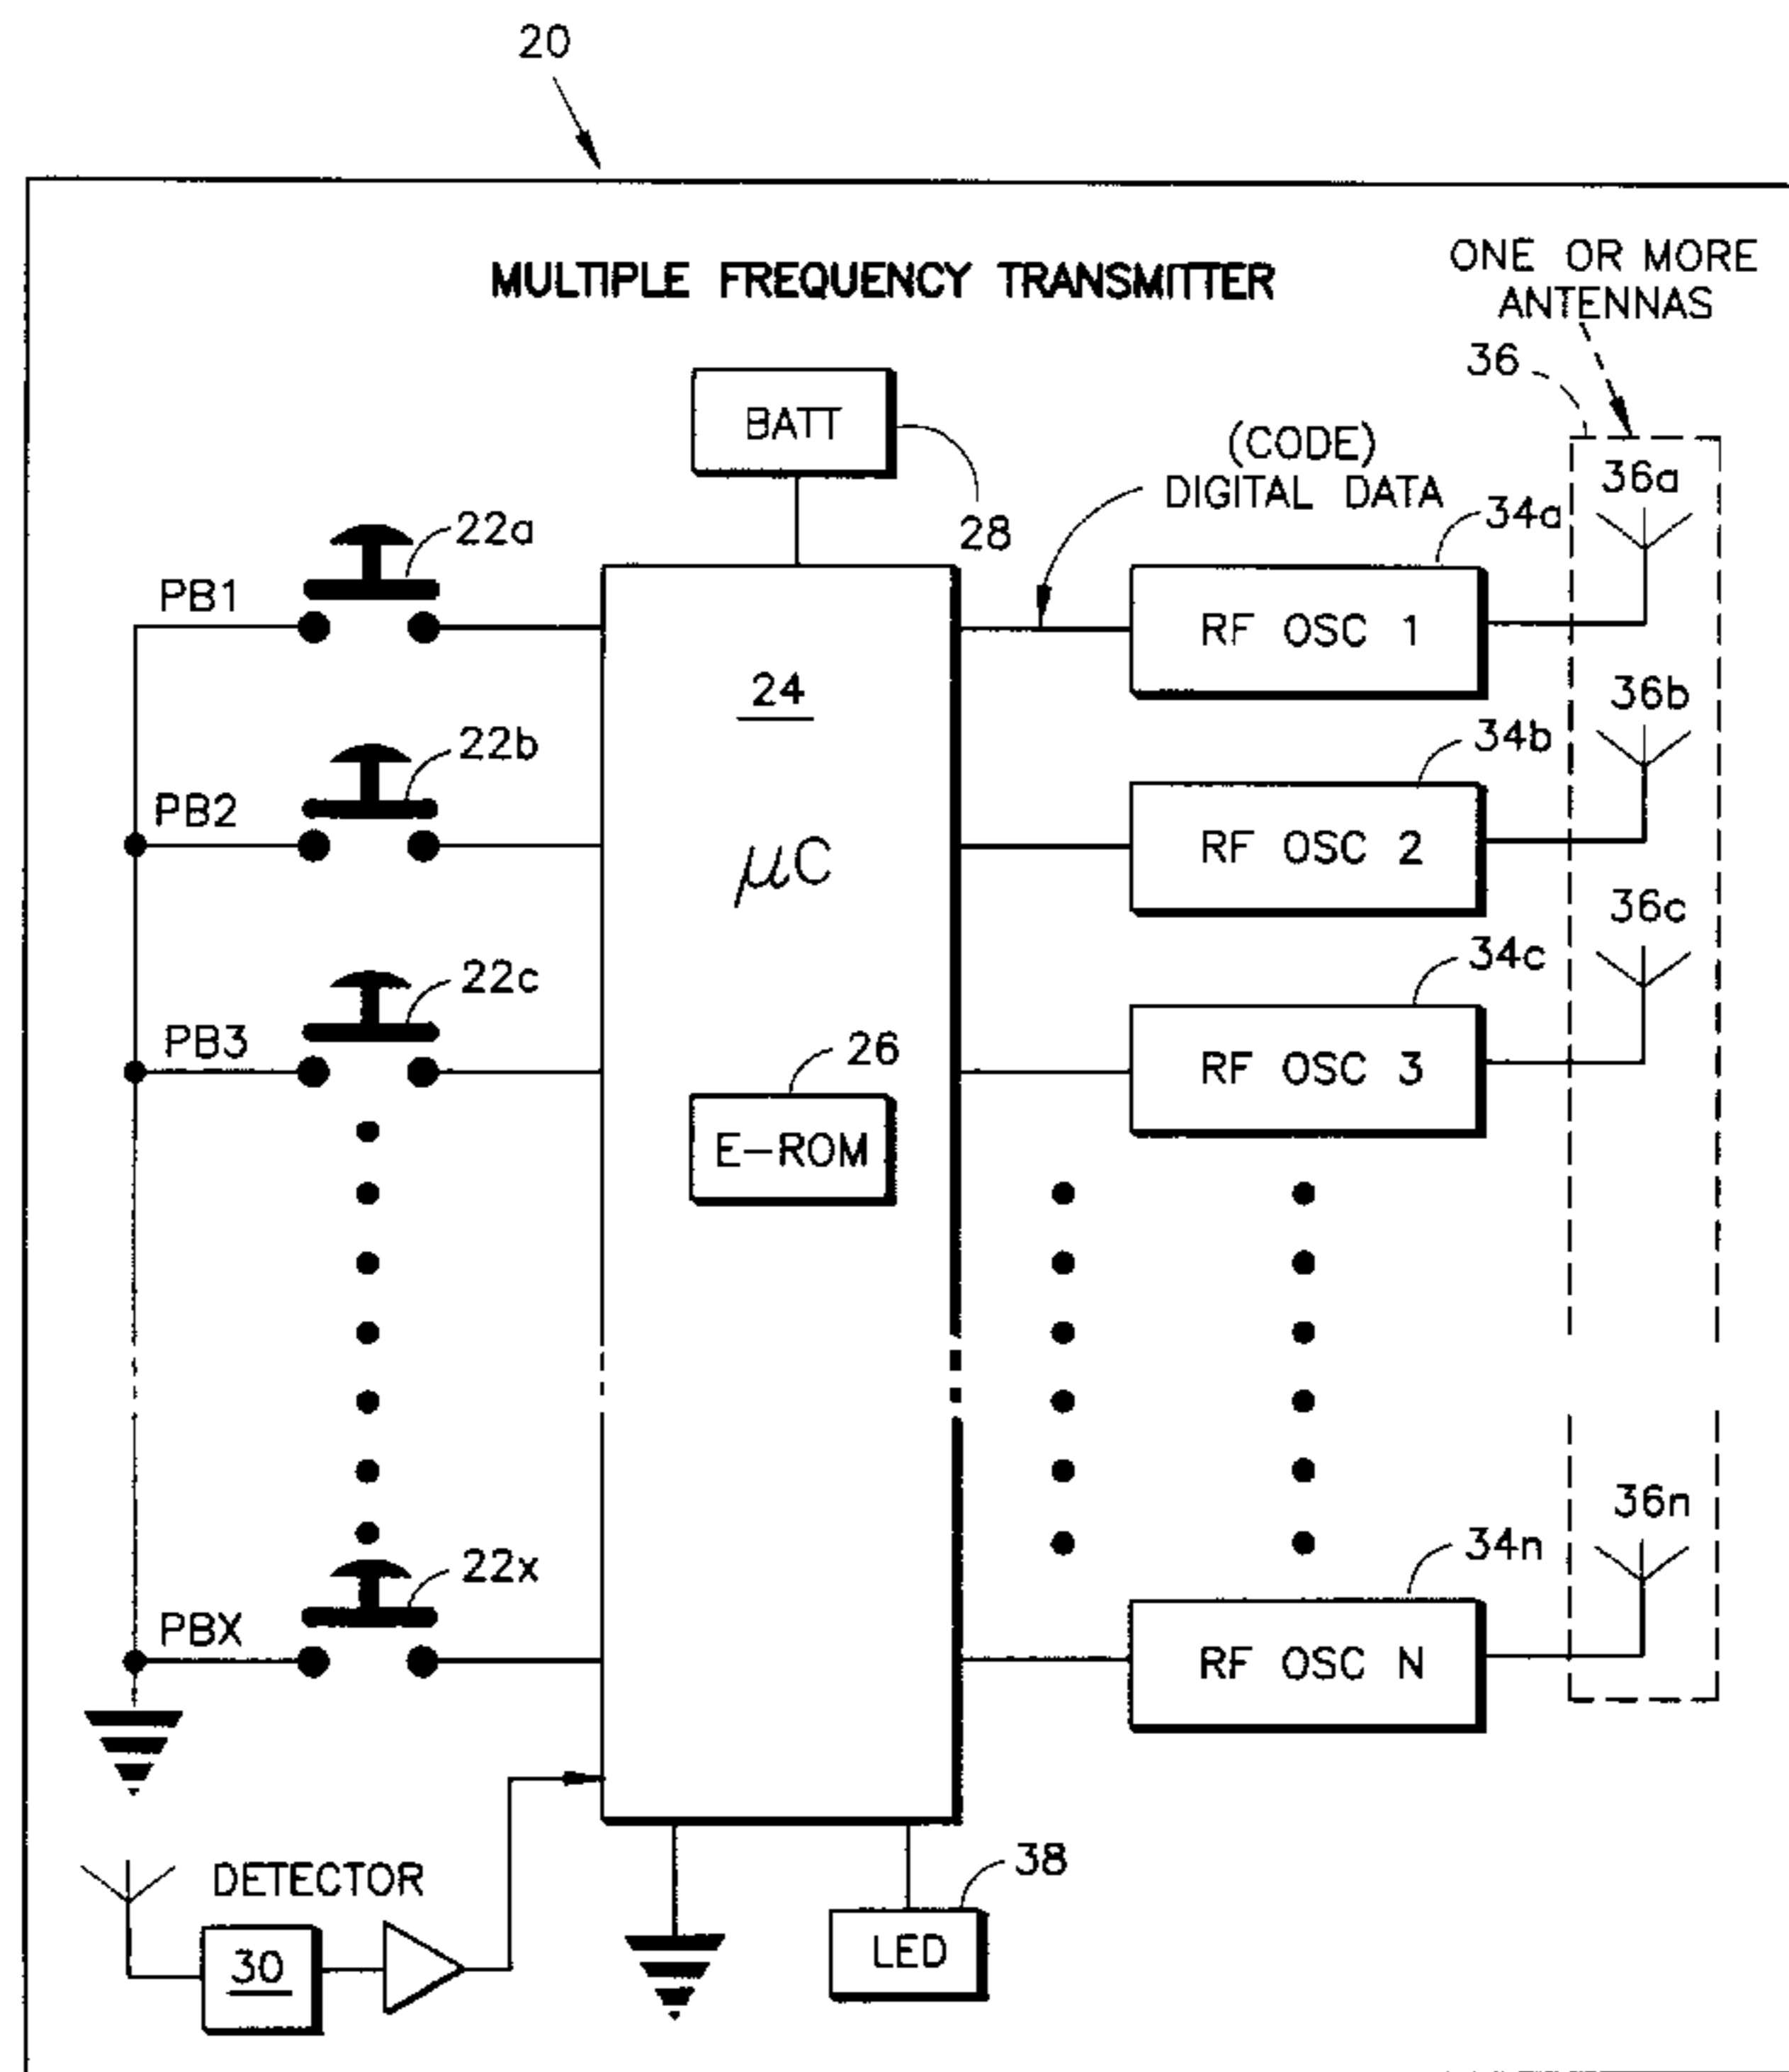 20
MULTIPLE FREQUENCY TRANSMITTER
ONE OR MORE
ANTENNAS
36
BATT
28
(CODE)
DIGITAL DATA
34a
36a
PB1
22a
RF OSC 1
24
μC
PB2
22b
34b
36b
RF OSC 2
PB3
22c
34c
36c
RF OSC 3
26
E-ROM
PBX
22x
34n
36n
RF OSC N
DETECTOR
30
38
LED